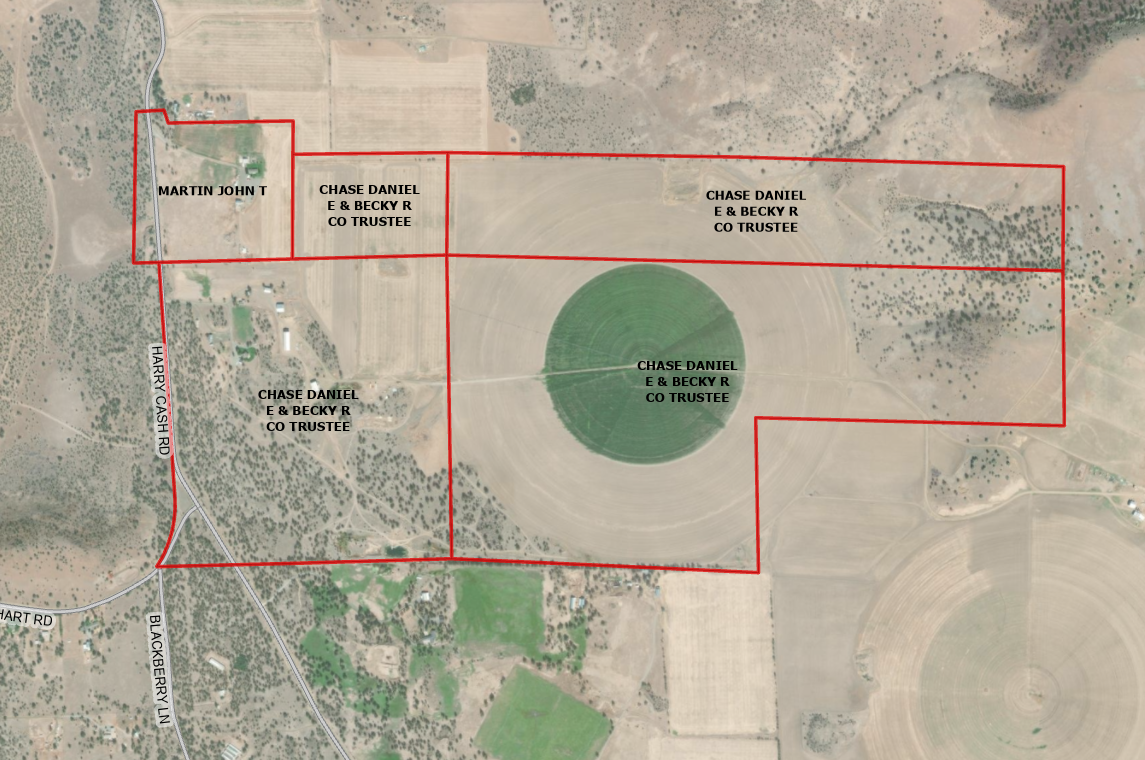 MARTIN JOHN T
CHASE DANIEL
E & BECKY R
CO TRUSTEE
CHASE DANIEL
E & BECKY R
CO TRUSTEE
CHASE DANIEL
E & BECKY R
CO TRUSTEE
CHASE DANIEL
E & BECKY R
CO TRUSTEE
HARRY CASH RD
HART RD
BLACKBERRY LN